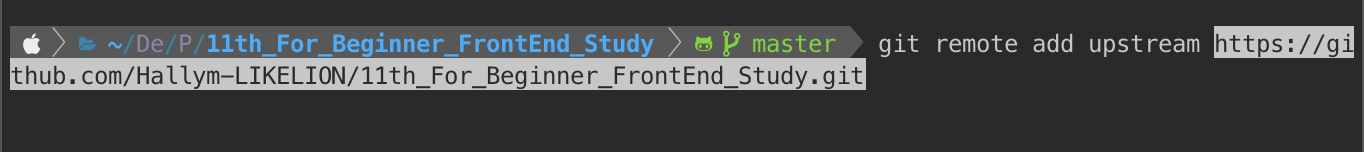 ~/De/P/11th_For_Beginner_FrontEnd_Study master git remote add upstream https://gi
thub.com/Hallym-LIKELION/11th_For_Beginner_FrontEnd_Study.git